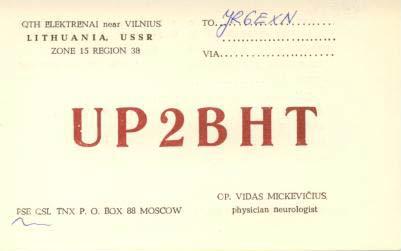 QTH ELEKTRENAI near VILNIUS
LITHUANIA, USSR
ZONE 15 REGION 38
TO YR6EXN
VIA
UP2BHT
PSE QSL TNX P. O. BOX 88 MOSCOW
OP. VIDAS MICKEVIČIUS,
physician neurologist